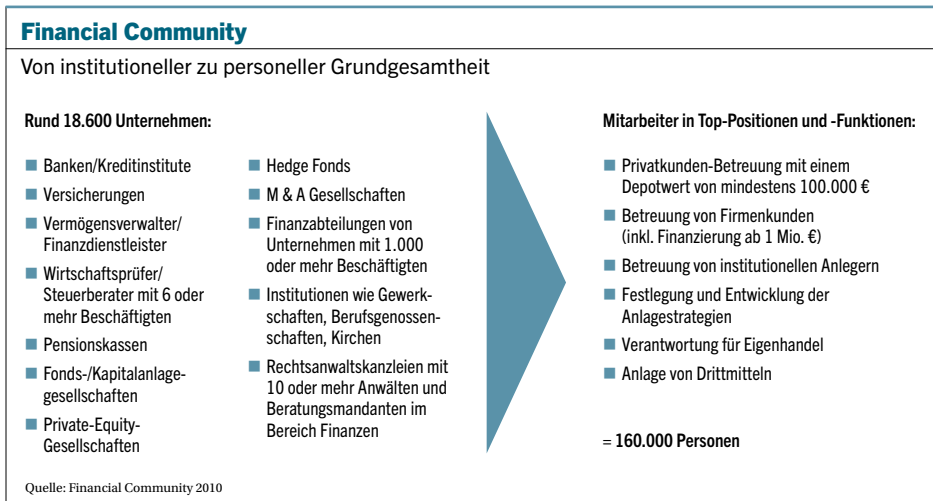 Financial Community
Von institutioneller zu personeller Grundgesamtheit
Rund 18.600 Unternehmen:
Banken/Kreditinstitute
Versicherungen
Vermögensverwalter/
Finanzdienstleister
Wirtschaftsprüfer/
Steuerberater mit 6 oder
mehr Beschäftigten
Pensionskassen
Fonds-/Kapitalanlage-
gesellschaften
Private-Equity-
Gesellschaften
Hedge Fonds
M & A Gesellschaften
Finanzabteilungen von
Unternehmen mit 1.000
oder mehr Beschäftigten
Institutionen wie Gewerk-
schaften, Berufsgenossen-
schaften, Kirchen
Rechtsanwaltskanzleien mit
10 oder mehr Anwälten und
Beratungsmandanten im
Bereich Finanzen
Mitarbeiter in Top-Positionen und -Funktionen:
Privatkunden-Betreuung mit einem
Depotwert von mindestens 100.000 €
Betreuung von Firmenkunden
(inkl. Finanzierung ab 1 Mio. €)
Betreuung von institutionellen Anlegern
Festlegung und Entwicklung der
Anlagestrategien
Verantwortung für Eigenhandel
Anlage von Drittmitteln
= 160.000 Personen
Quelle: Financial Community 2010